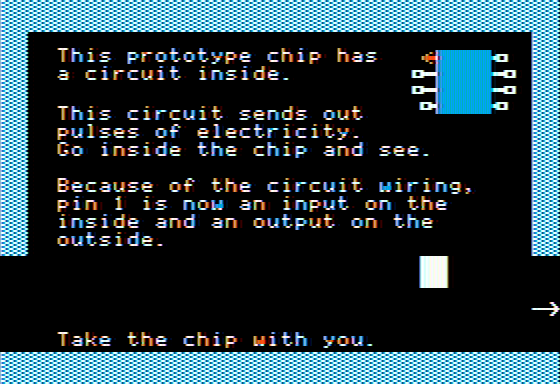 This prototype chip has
a circuit inside.
This circuit sends out
pulses of electricity.
Go inside the chip and see.
Because of the circuit wiring,
pin 1 is now an input on the
inside and an output on the
outside.
Take the chip with you.